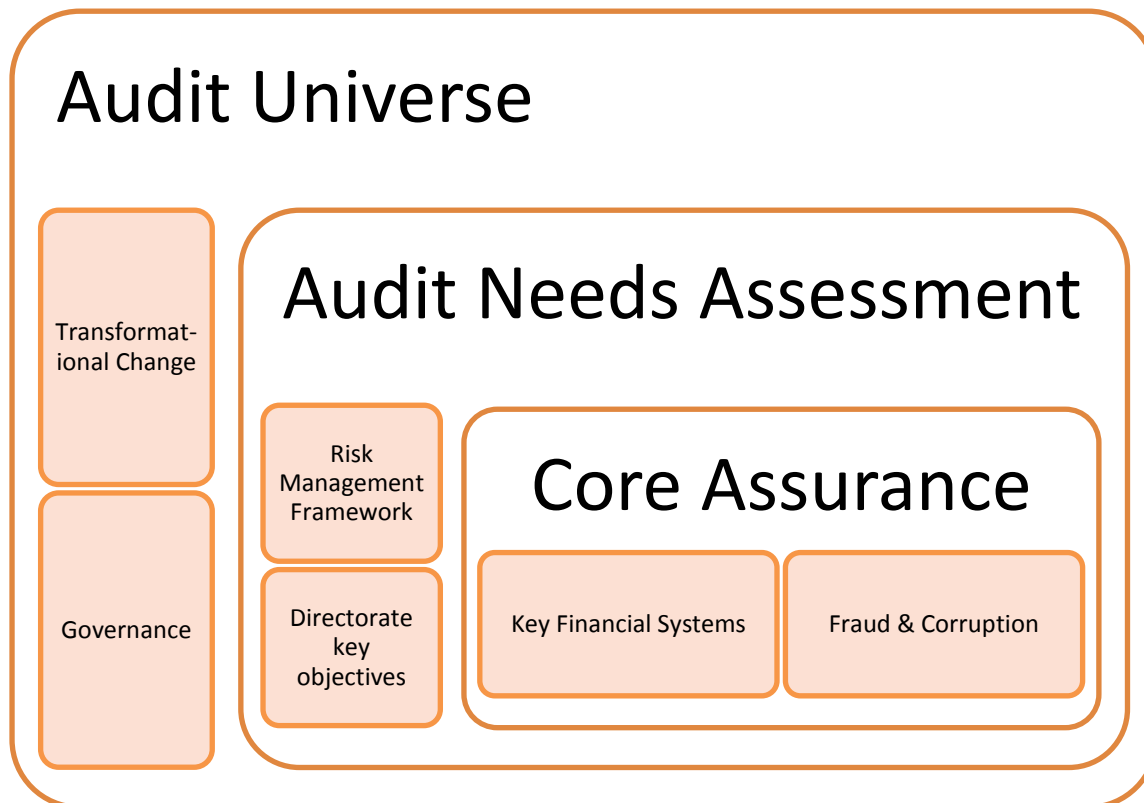 Audit Universe
Transformat-
ional Change
Governance
Audit Needs Assessment
Risk
Management
Framework
Directorate
key
objectives
Core Assurance
Key Financial Systems
Fraud & Corruption